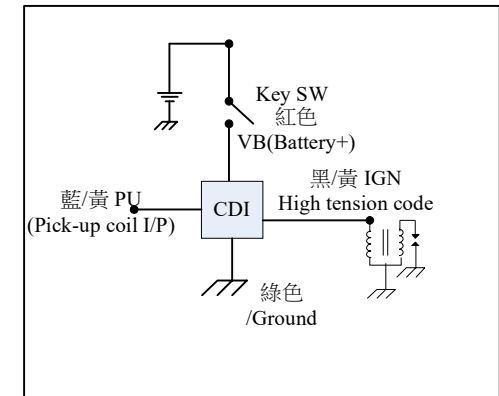 Key SW
紅色
VB(Battery+)
藍/黃 PU
(Pick-up coil I/P)
CDI
黑/黃 IGN
High tension code
綠色
/Ground